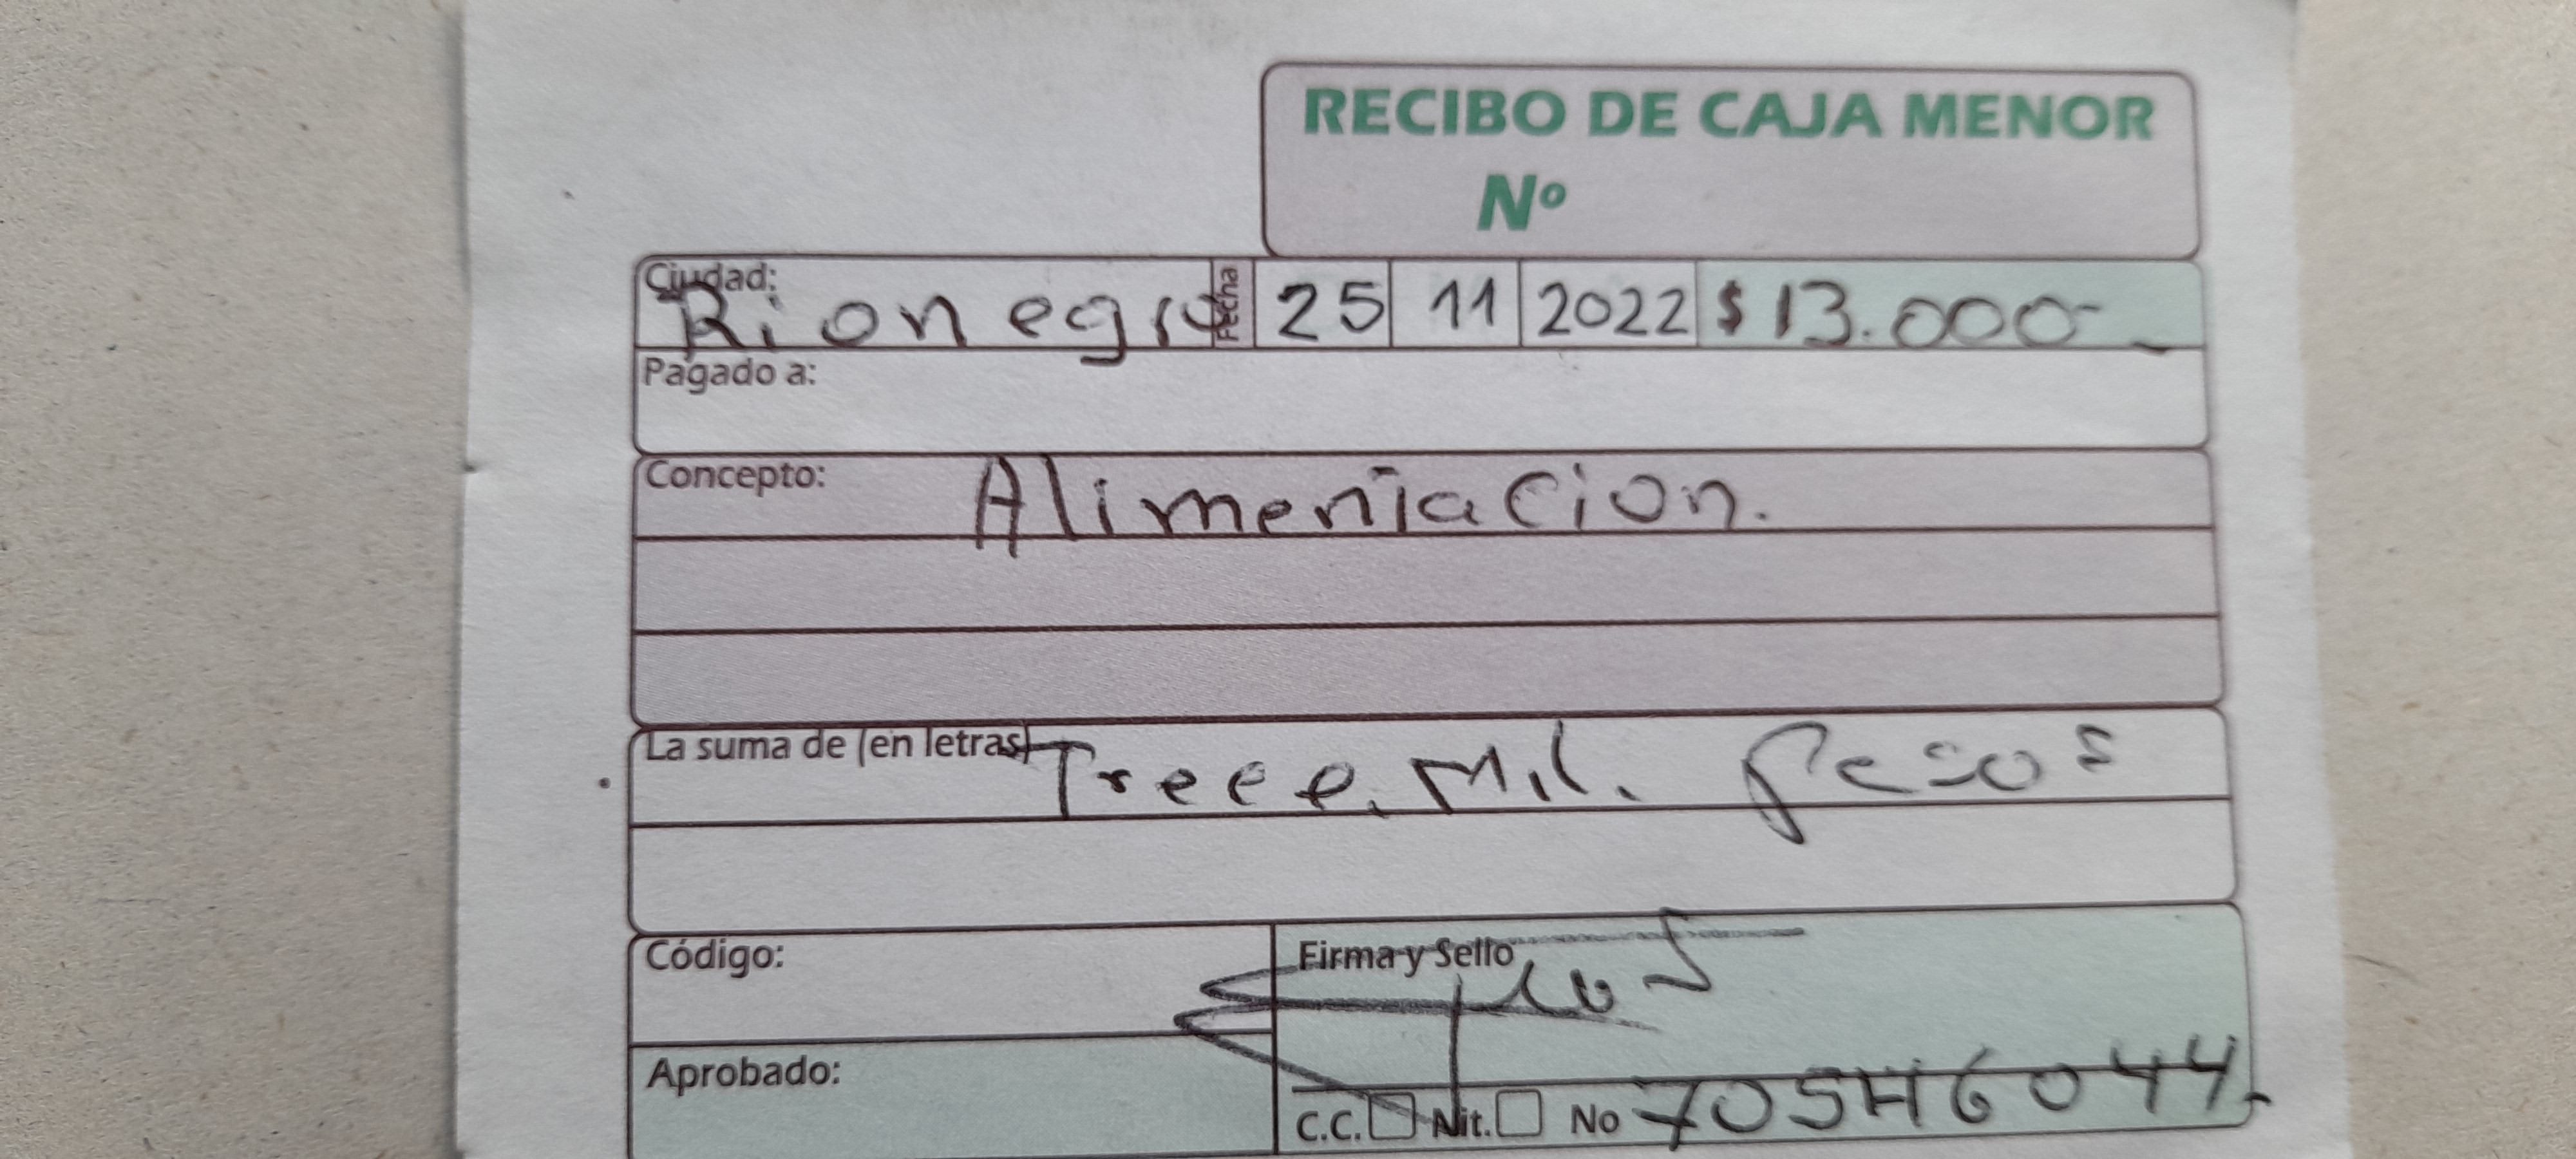 RECIBO DE CAJA MENOR
Nº
Ciudad: Rionegro Fecha 25 11 2022 $ 13.000-
Pagado a:
Concepto: Alimentacion.
La suma de (en letras) Trece. Mil. Pesos
Código: Firma y Sello
Aprobado:
C.C. Nit. No